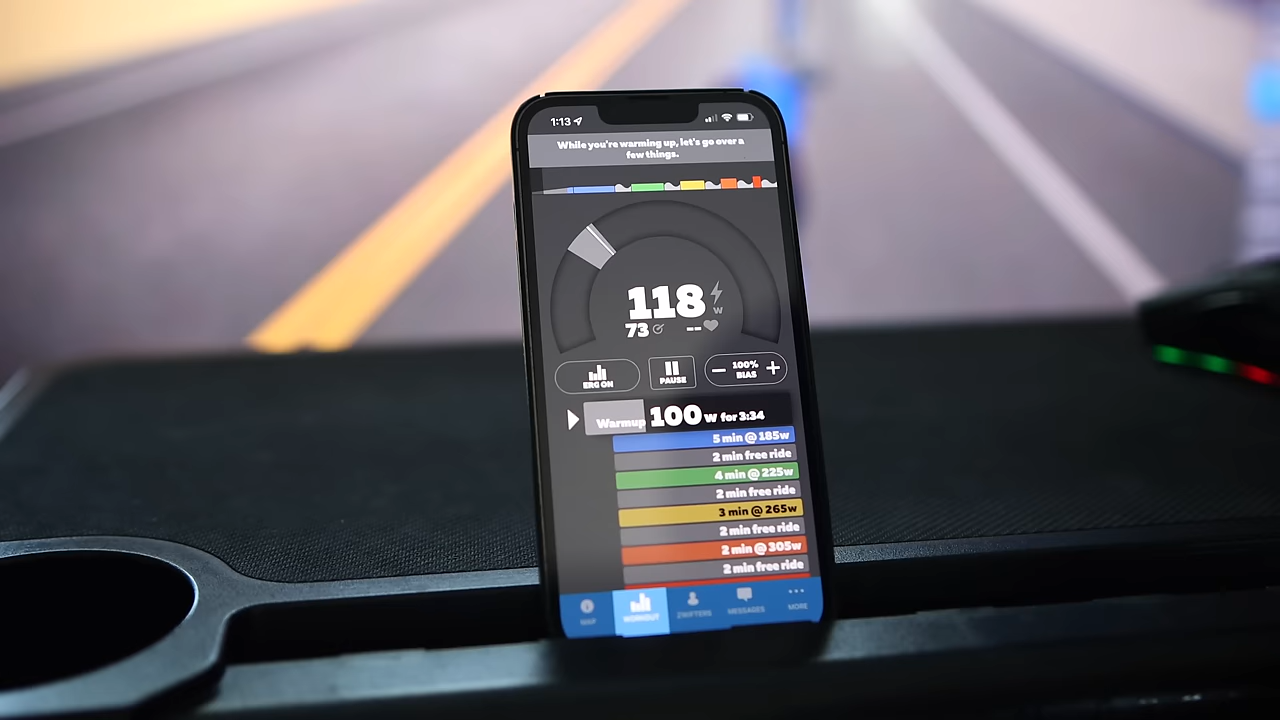 1:13
While you're warming up, let's go over a
few things.
118
w
73
--
ERG ON
PAUSE
100%
BIAS
Warmup 100 w for 3:34
5 min @ 185w
2 min free ride
4 min @ 225w
2 min free ride
3 min @ 265w
2 min free ride
2 min @ 305w
2 min free ride
MAP
WORKOUT
ZWIFTERS
MESSAGES
MORE